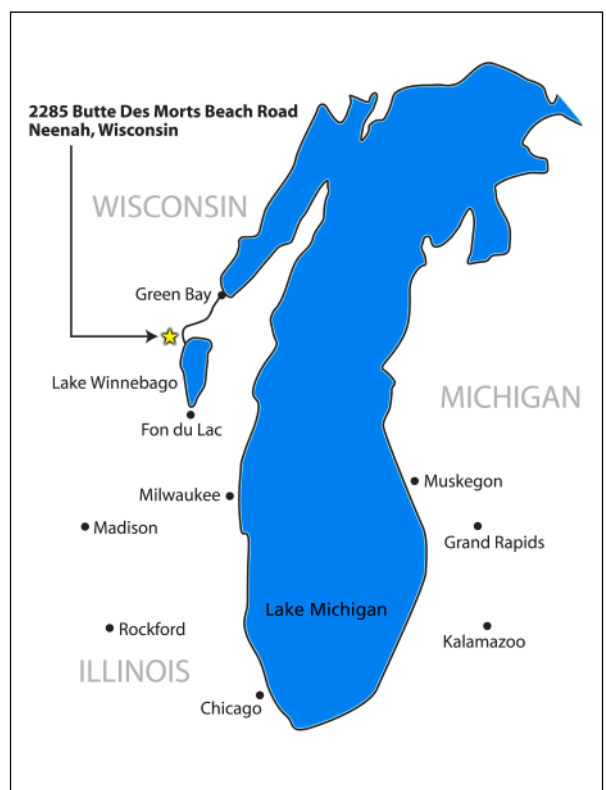 2285 Butte Des Morts Beach Road
Neenah, Wisconsin
WISCONSIN
Green Bay
Lake Winnebago
Fon du Lac
MICHIGAN
Muskegon
Milwaukee
Madison
Grand Rapids
Lake Michigan
Rockford
Kalamazoo
ILLINOIS
Chicago